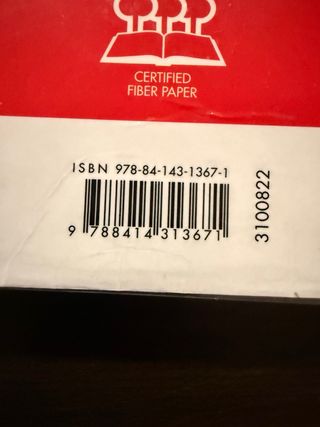 CERTIFIED
FIBER PAPER
ISBN 978-84-143-1367-1
9 788414 313671
3100822